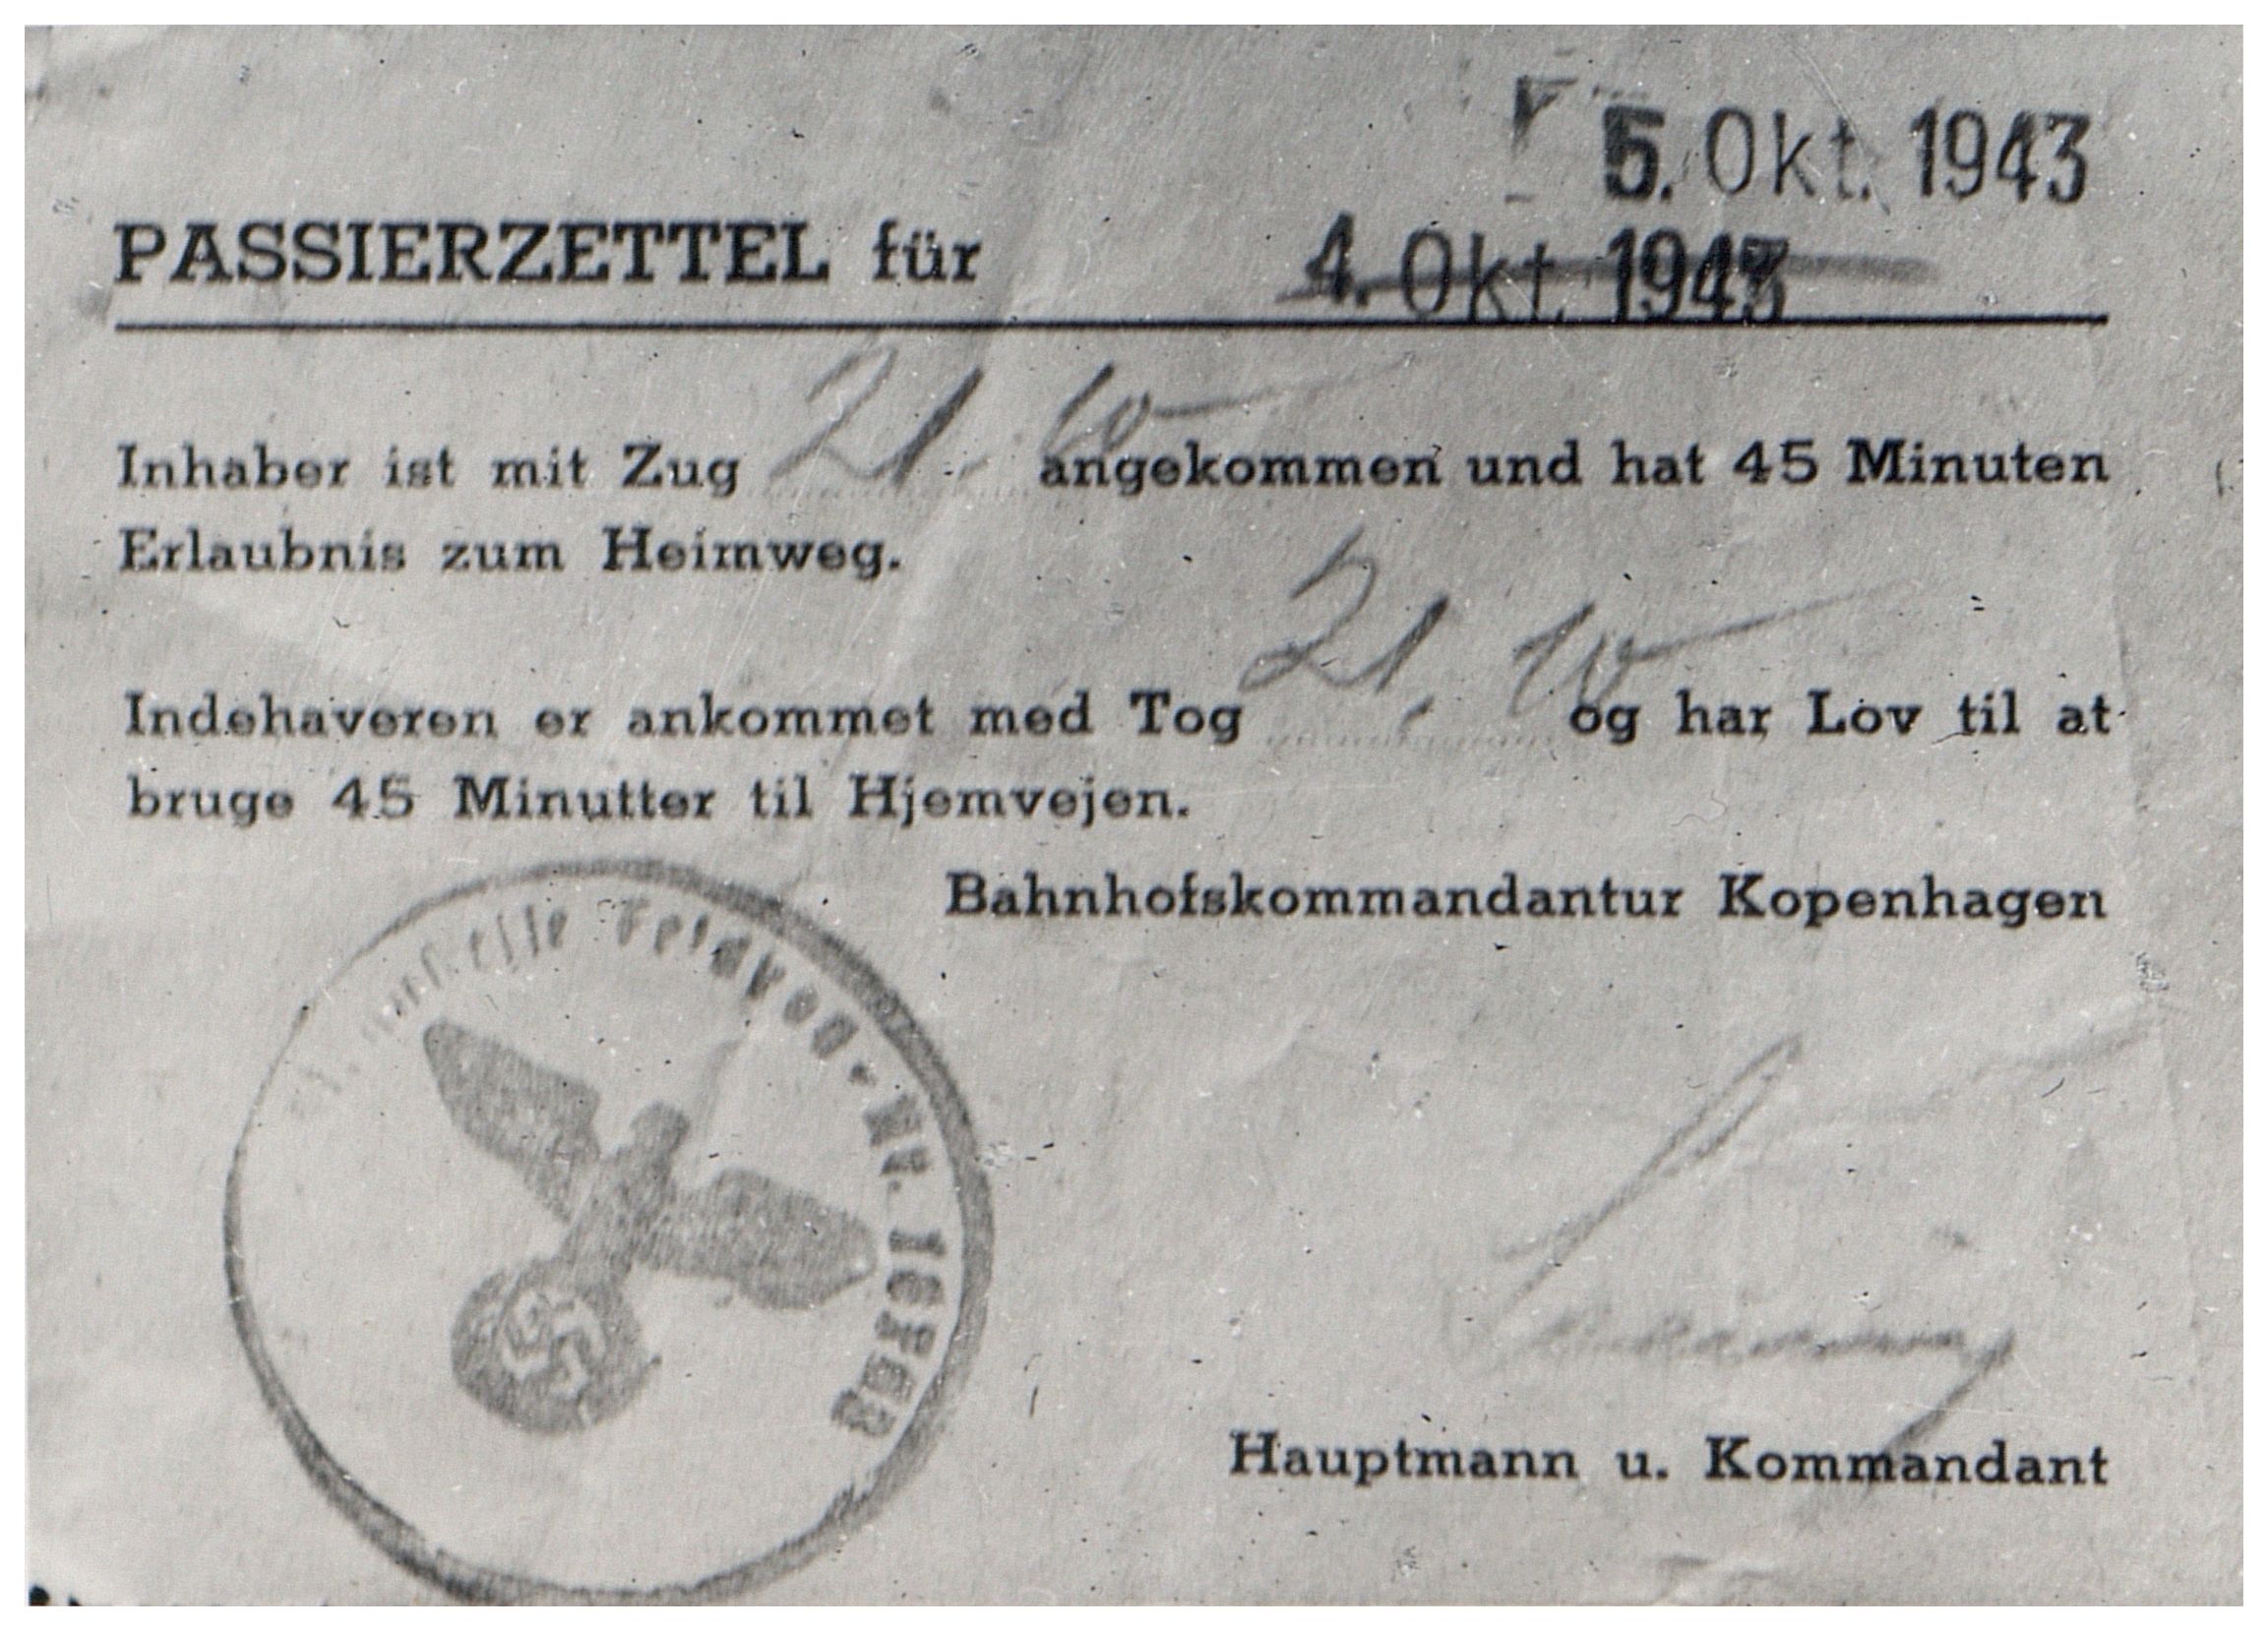 5. Okt. 1943
PASSIERZETTEL für 4. Okt. 1943
Inhaber ist mit Zug 21. 10 angekommen und hat 45 Minuten
Erlaubnis zum Heimweg.
Indehaveren er ankommet med Tog 21. 10 og har Lov til at
bruge 45 Minutter til Hjemvejen.
Bahnhofskommandantur Kopenhagen
Feldpost-Nr.
Hauptmann u. Kommandant